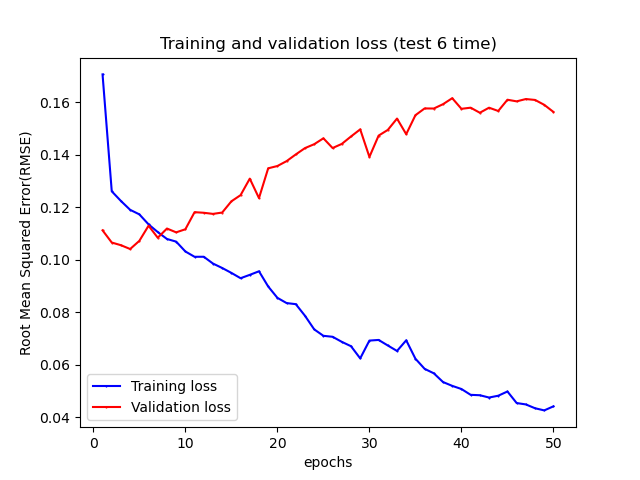 Training and validation loss (test 6 time)
Root Mean Squared Error(RMSE)
0.16
0.14
0.12
0.10
0.08
0.06
0.04
Training loss
Validation loss
0 10 20 30 40 50
epochs